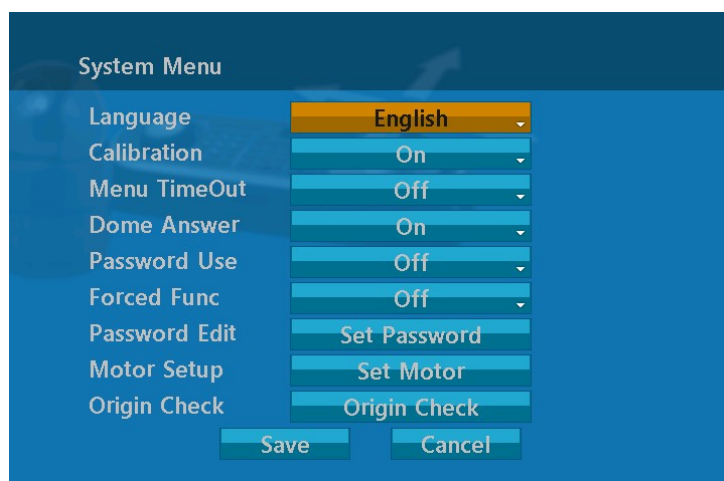 System Menu
Language English
Calibration On
Menu TimeOut Off
Dome Answer On
Password Use Off
Forced Func Off
Password Edit Set Password
Motor Setup Set Motor
Origin Check Origin Check
Save Cancel